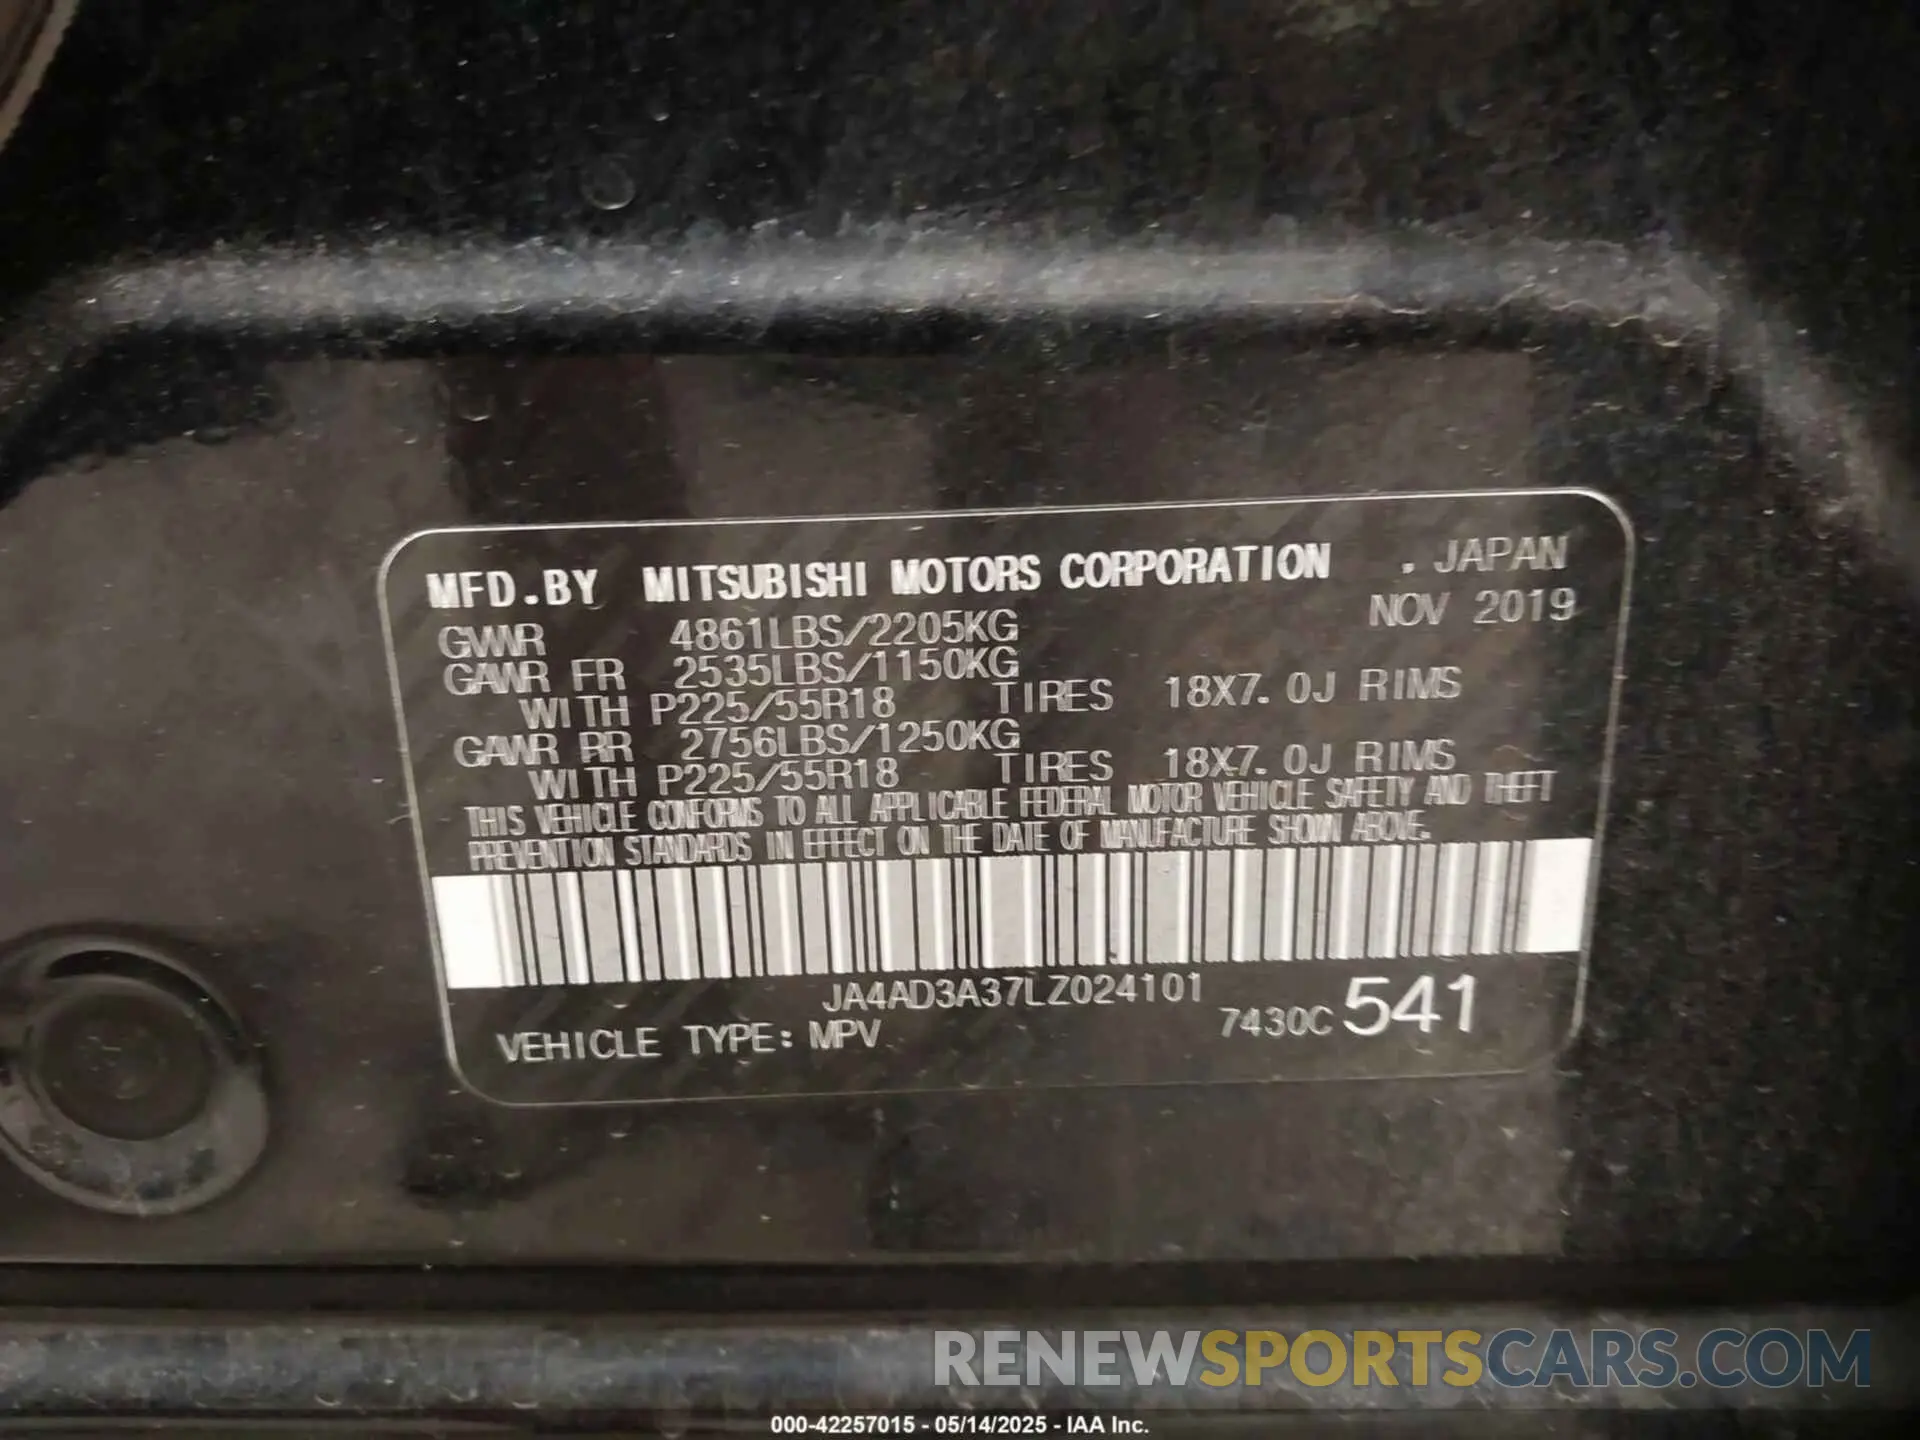 MFD.BY MITSUBISHI MOTORS CORPORATION . JAPAN
NOV 2019
GVWR 4861LBS/2205KG
GAWR FR 2535LBS/1150KG
WITH P225/55R18 TIRES 18X7.0J RIMS
GAWR RR 2756LBS/1250KG
WITH P225/55R18 TIRES 18X7.0J RIMS
THIS VEHICLE CONFORMS TO ALL APPLICABLE FEDERAL MOTOR VEHICLE SAFETY AND THEFT
PREVENTION STANDARDS IN EFFECT ON THE DATE OF MANUFACTURE SHOWN ABOVE.
JA4AD3A37LZ024101
VEHICLE TYPE: MPV 7430C 541
RENEWSPORTSCARS.COM
000-42257015 - 05/14/2025 - IAA Inc.